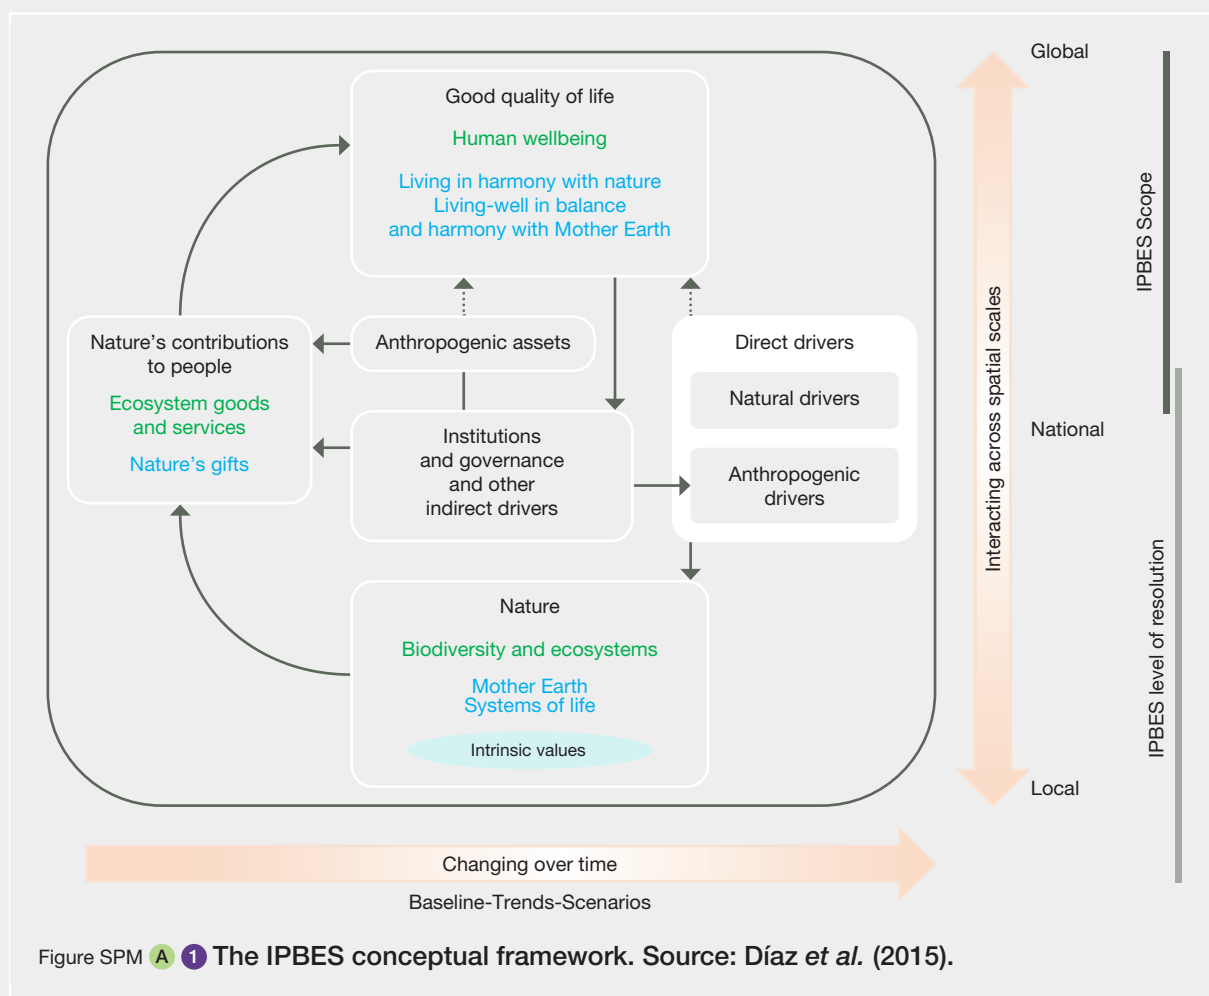 Good quality of life
Human wellbeing
Living in harmony with nature
Living-well in balance
and harmony with Mother Earth
Nature’s contributions
to people
Ecosystem goods
and services
Nature’s gifts
Anthropogenic assets
Institutions
and governance
and other
indirect drivers
Direct drivers
Natural drivers
Anthropogenic
drivers
Nature
Biodiversity and ecosystems
Mother Earth
Systems of life
Intrinsic values
Global
National
Local
Interacting across spatial scales
IPBES Scope
IPBES level of resolution
Changing over time
Baseline-Trends-Scenarios
Figure SPM A 1 The IPBES conceptual framework. Source: Díaz et al. (2015).